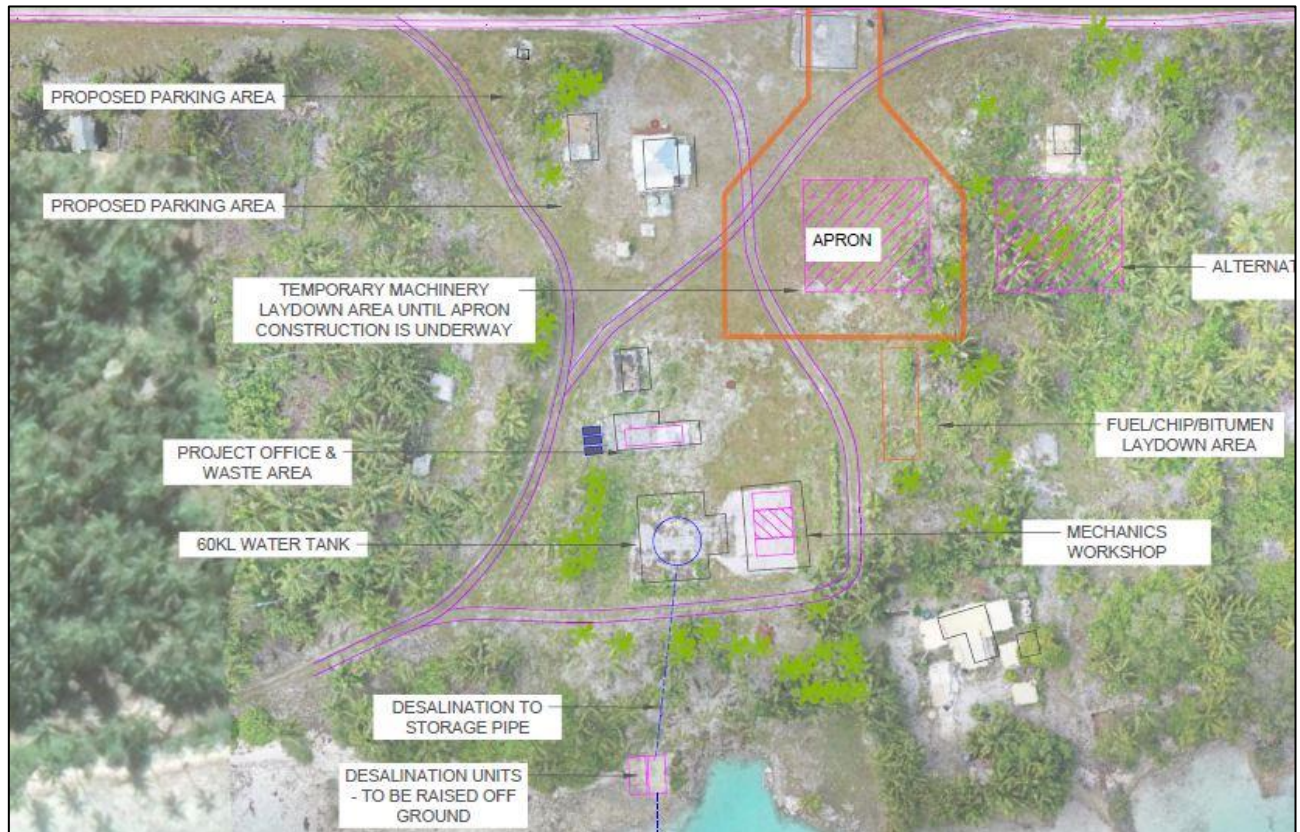 PROPOSED PARKING AREA
PROPOSED PARKING AREA
APRON
ALTERNAT
TEMPORARY MACHINERY
LAYDOWN AREA UNTIL APRON
CONSTRUCTION IS UNDERWAY
FUEL/CHIP/BITUMEN
LAYDOWN AREA
PROJECT OFFICE &
WASTE AREA
60KL WATER TANK
MECHANICS
WORKSHOP
DESALINATION TO
STORAGE PIPE
DESALINATION UNITS
- TO BE RAISED OFF
GROUND